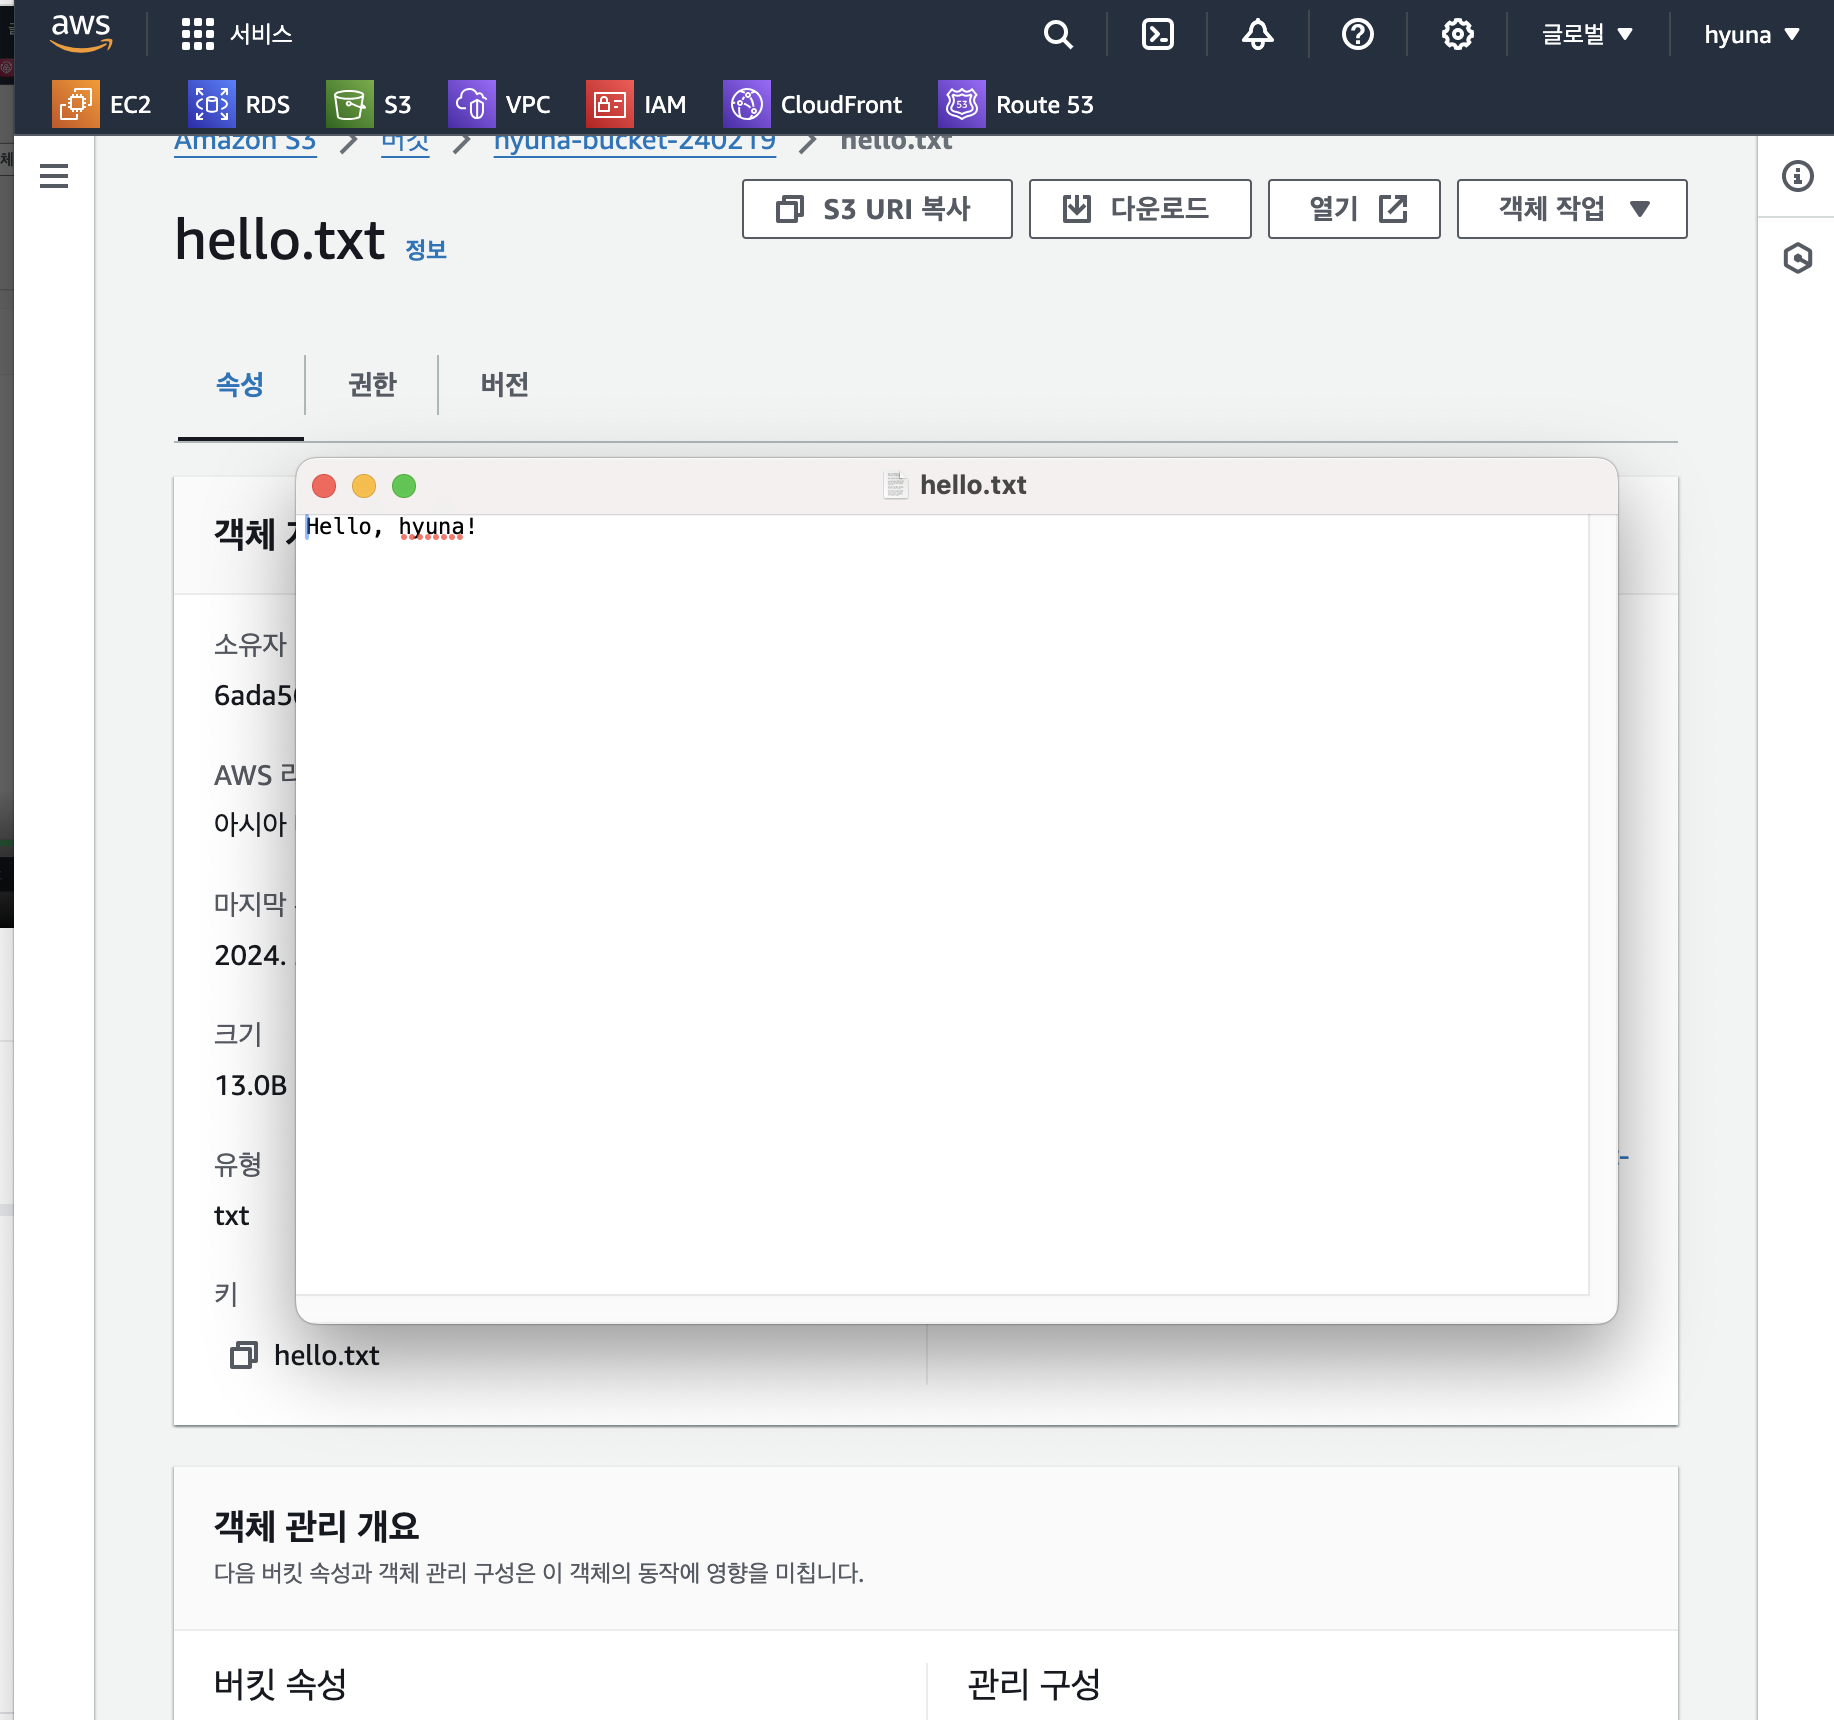 aws
서비스
글로벌
hyuna
EC2
RDS
S3
VPC
IAM
CloudFront
Route 53
Amazon S3 > 버킷 > hyuna-bucket-240219 > hello.txt
hello.txt 정보
S3 URI 복사
다운로드
열기
객체 작업
속성
권한
버전
hello.txt
Hello, hyuna!
객체
소유자
6ada5
AWS
아시아
마지막
2024.
크기
13.0B
유형
txt
키
hello.txt
객체 관리 개요
다음 버킷 속성과 객체 관리 구성은 이 객체의 동작에 영향을 미칩니다.
버킷 속성
관리 구성